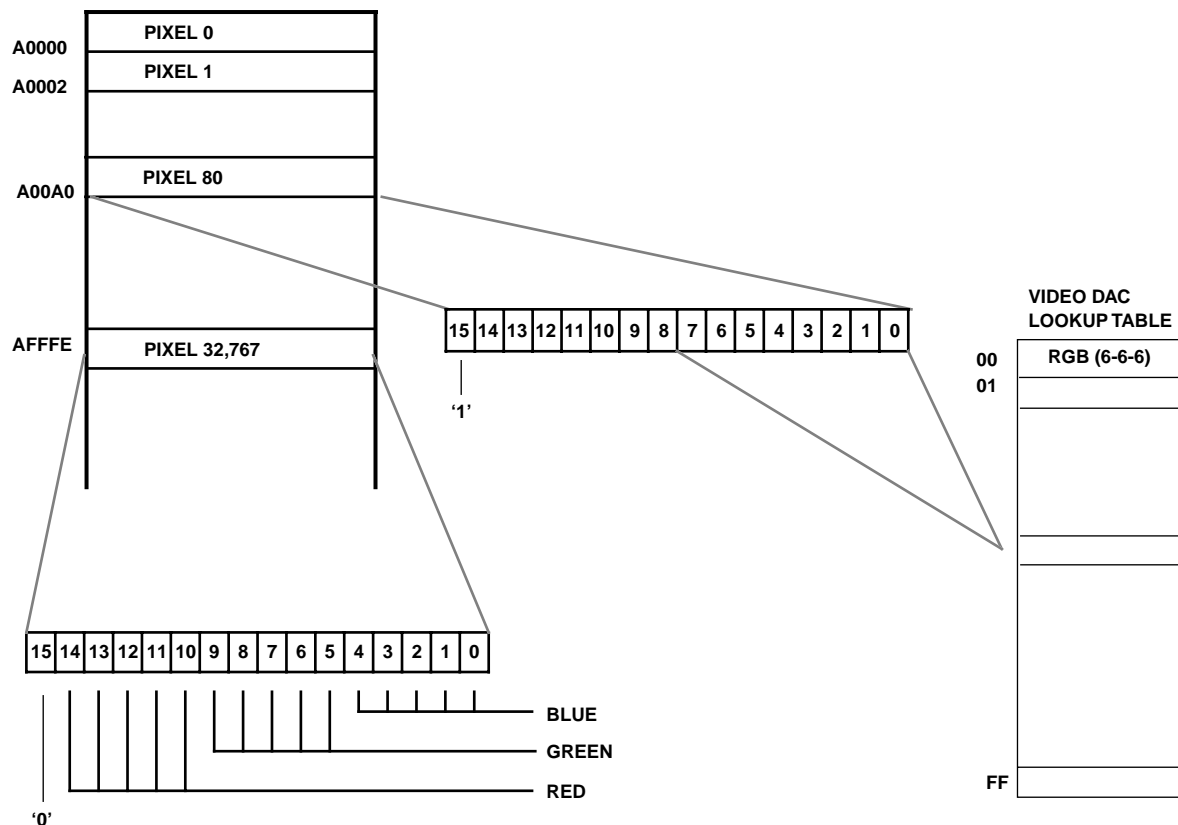 PIXEL 0
A0000
PIXEL 1
A0002
PIXEL 80
A00A0
VIDEO DAC
LOOKUP TABLE
15 14 13 12 11 10 9 8 7 6 5 4 3 2 1 0
AFFFE
PIXEL 32,767
00
RGB (6-6-6)
01
‘1’
15 14 13 12 11 10 9 8 7 6 5 4 3 2 1 0
BLUE
GREEN
RED
FF
‘0’